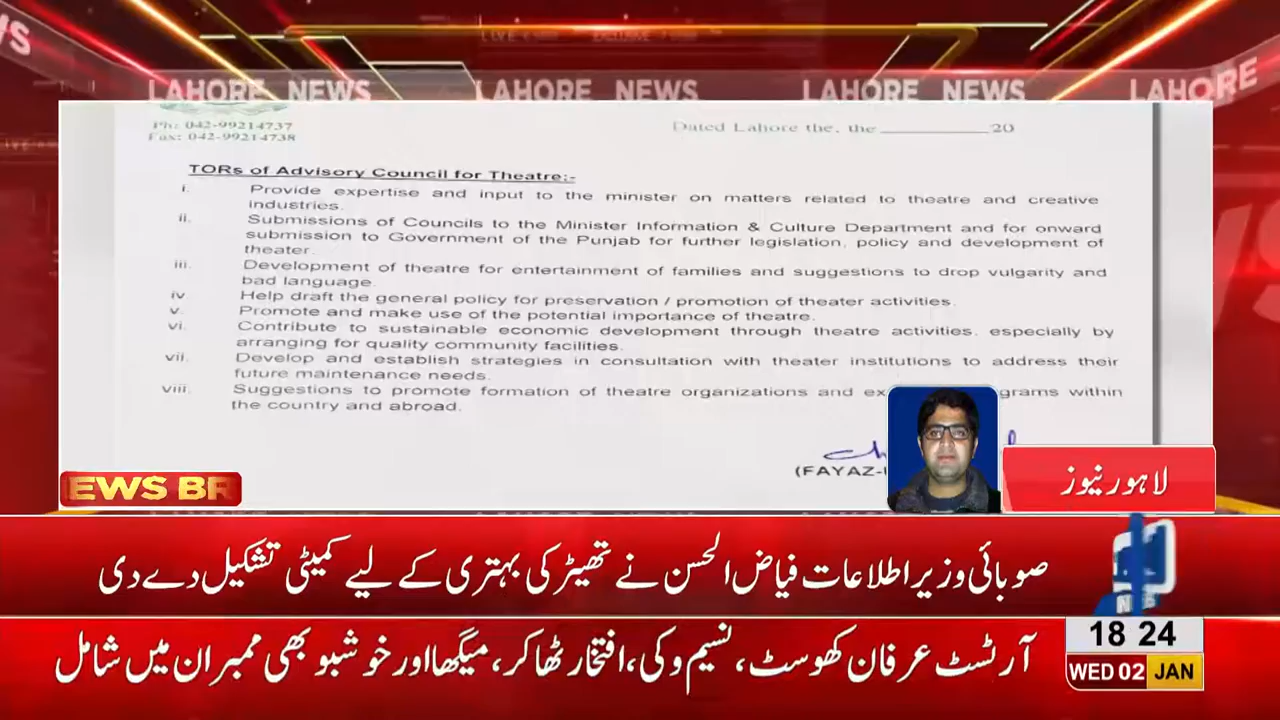 LAHORE NEWS LAHORE NEWS LAHORE NEWS LAHORE
Ph: 042-99214737
Fax: 042-99214738
Dated Lahore the, the ____________20
TORs of Advisory Council for Theatre:-
i. Provide expertise and input to the minister on matters related to theatre and creative
industries.
ii. Submissions of Councils to the Minister Information & Culture Department and for onward
submission to Government of the Punjab for further legislation, policy and development of
theater.
iii. Development of theatre for entertainment of families and suggestions to drop vulgarity and
bad language.
iv Help draft the general policy for preservation / promotion of theater activities.
v. Promote and make use of the potential importance of theatre.
vi. Contribute to sustainable economic development through theatre activities, especially by
arranging for quality community facilities.
vii. Develop and establish strategies in consultation with theater institutions to address their
future maintenance needs.
viii. Suggestions to promote formation of theatre organizations and grams within
the country and abroad.
(FAYAZ-
EWS BR
لاہور نیوز
صوبائی وزیر اطلاعات فیاض الحسن نے تھیٹر کی بہتری کے لیے کمیٹی تشکیل دے دی
آرٹسٹ عرفان کھوسٹ، نسیم وکی، افتخار ٹھاکر، میگھا اور خوشبو بھی ممبران میں شامل
18 24
WED 02 JAN